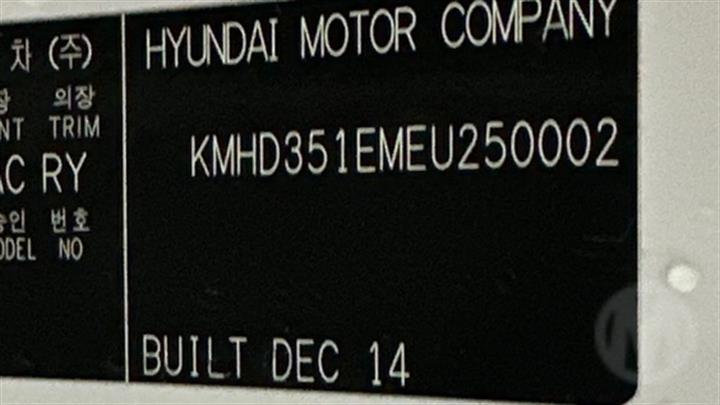 차 (주)
의장
NT TRIM
AC RY
승인 번호
ODEL NO
HYUNDAI MOTOR COMPANY
KMHD351EMEU250002
BUILT DEC 14
M